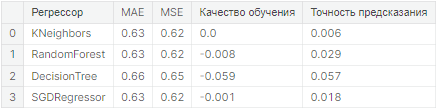 Регрессор MAE MSE Качество обучения Точность предсказания
0 KNeighbors 0.63 0.62 0.0 0.006
1 RandomForest 0.63 0.62 -0.008 0.029
2 DecisionTree 0.66 0.65 -0.059 0.057
3 SGDRegressor 0.63 0.62 -0.001 0.018